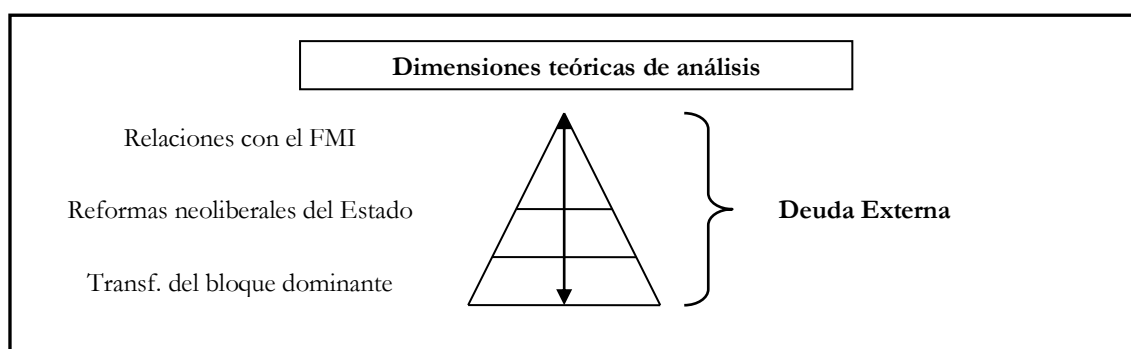 Dimensiones teóricas de análisis
Relaciones con el FMI
Reformas neoliberales del Estado
Deuda Externa
Transf. del bloque dominante